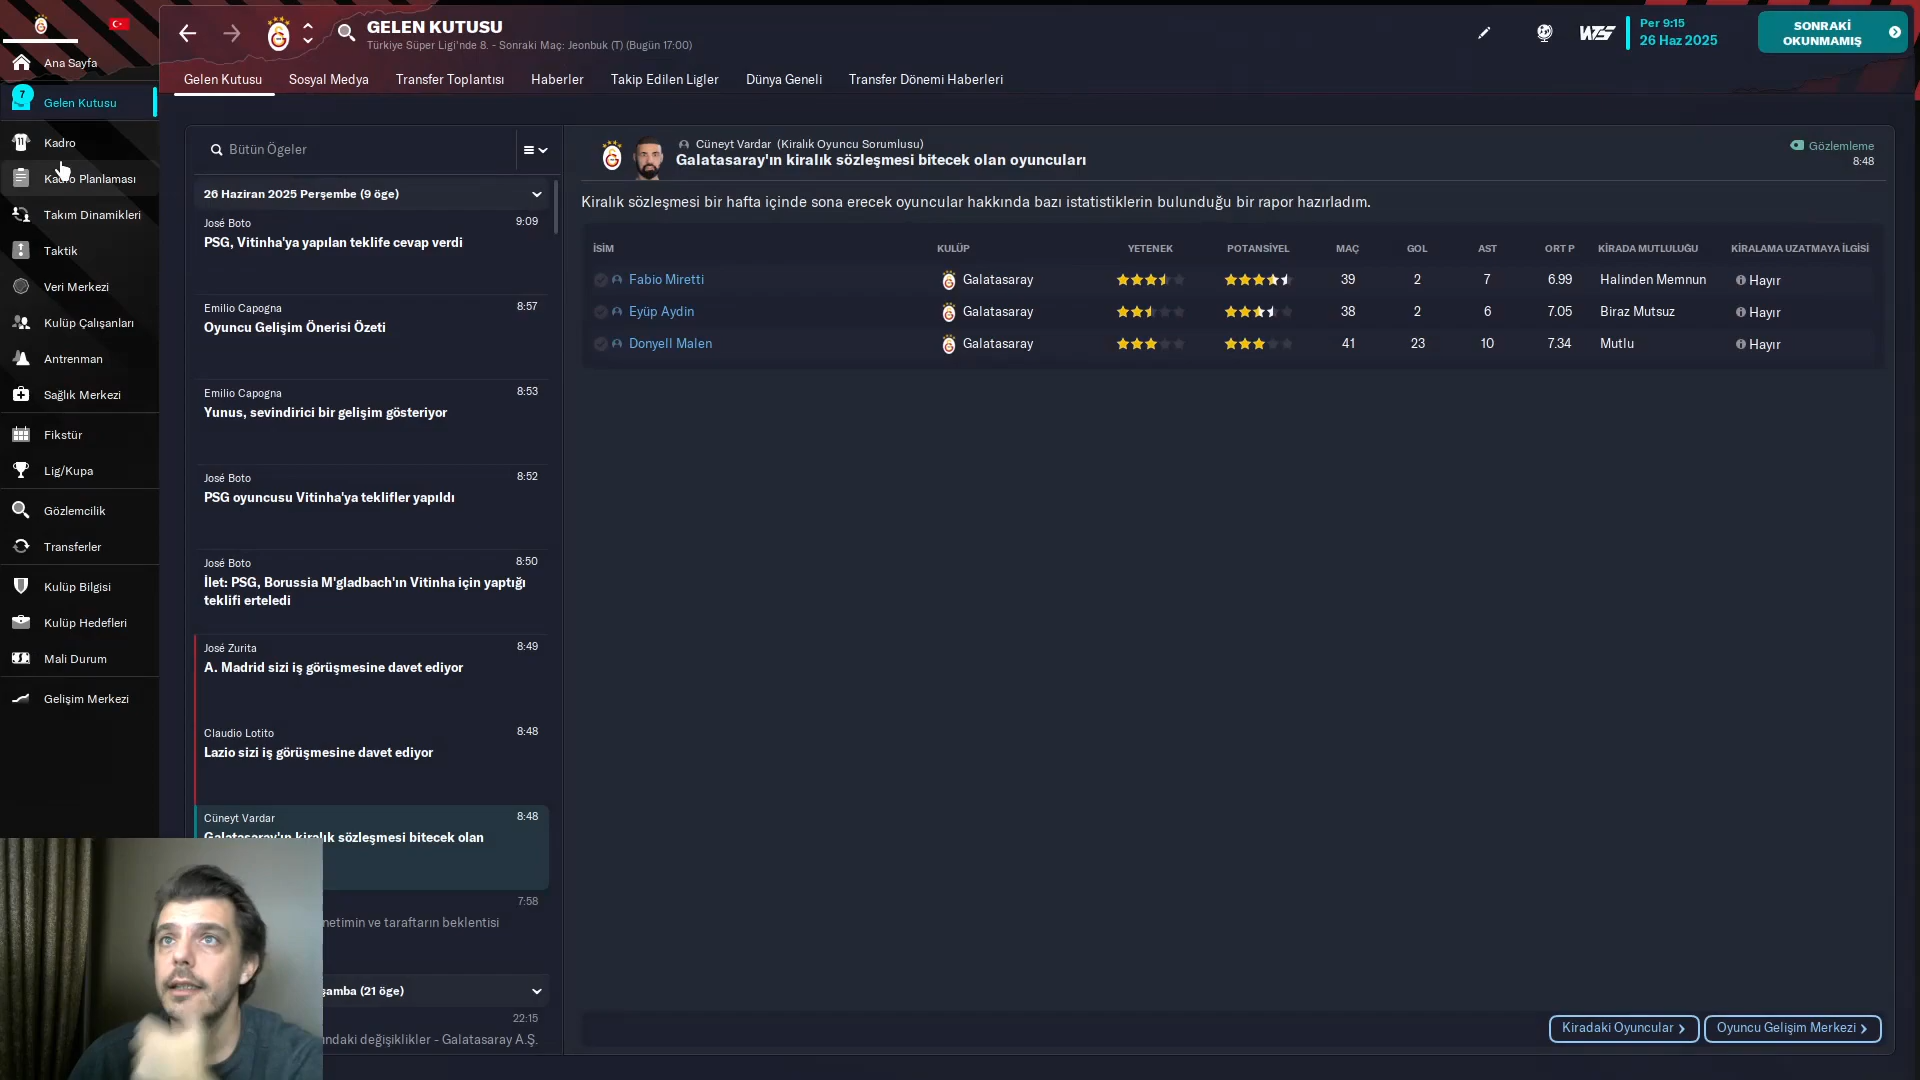 GELEN KUTUSU
Türkiye Süper Ligi'nde 8. - Sonraki Maç: Jeonbuk (T) (Bugün 17:00)
Per 9:15
26 Haz 2025
SONRAKİ
OKUNMAMIŞ
Gelen Kutusu
Sosyal Medya
Transfer Toplantısı
Haberler
Takip Edilen Ligler
Dünya Geneli
Transfer Dönemi Haberleri
Ana Sayfa
7
Gelen Kutusu
11
Kadro
Kadro Planlaması
Takım Dinamikleri
Taktik
Veri Merkezi
Kulüp Çalışanları
Antrenman
Sağlık Merkezi
Fikstür
Lig/Kupa
Gözlemcilik
Transferler
Kulüp Bilgisi
Kulüp Hedefleri
Mali Durum
Gelişim Merkezi
Bütün Ögeler
26 Haziran 2025 Perşembe (9 öge)
José Boto 9:09
PSG, Vitinha'ya yapılan teklife cevap verdi
Emilio Capogna 8:57
Oyuncu Gelişim Önerisi Özeti
Emilio Capogna 8:53
Yunus, sevindirici bir gelişim gösteriyor
José Boto 8:52
PSG oyuncusu Vitinha'ya teklifler yapıldı
José Boto 8:50
İlet: PSG, Borussia M'gladbach'ın Vitinha için yaptığı
teklifi erteledi
José Zurita 8:49
A. Madrid sizi iş görüşmesine davet ediyor
Claudio Lotito 8:48
Lazio sizi iş görüşmesine davet ediyor
Cüneyt Vardar 8:48
Galatasaray'ın kiralık sözleşmesi bitecek olan
7:58
netimin ve taraftarın beklentisi
şamba (21 öge)
22:15
ndaki değişiklikler - Galatasaray A.Ş.
Cüneyt Vardar (Kiralık Oyuncu Sorumlusu)
Galatasaray'ın kiralık sözleşmesi bitecek olan oyuncuları
Gözlemleme
8:48
Kiralık sözleşmesi bir hafta içinde sona erecek oyuncular hakkında bazı istatistiklerin bulunduğu bir rapor hazırladım.
İSİM KULÜP YETENEK POTANSİYEL MAÇ GOL AST ORT P KİRADA MUTLULUĞU KİRALAMA UZATMAYA İLGİSİ
Fabio Miretti Galatasaray 39 2 7 6.99 Halinden Memnun Hayır
Eyüp Aydin Galatasaray 38 2 6 7.05 Biraz Mutsuz Hayır
Donyell Malen Galatasaray 41 23 10 7.34 Mutlu Hayır
Kiradaki Oyuncular
Oyuncu Gelişim Merkezi